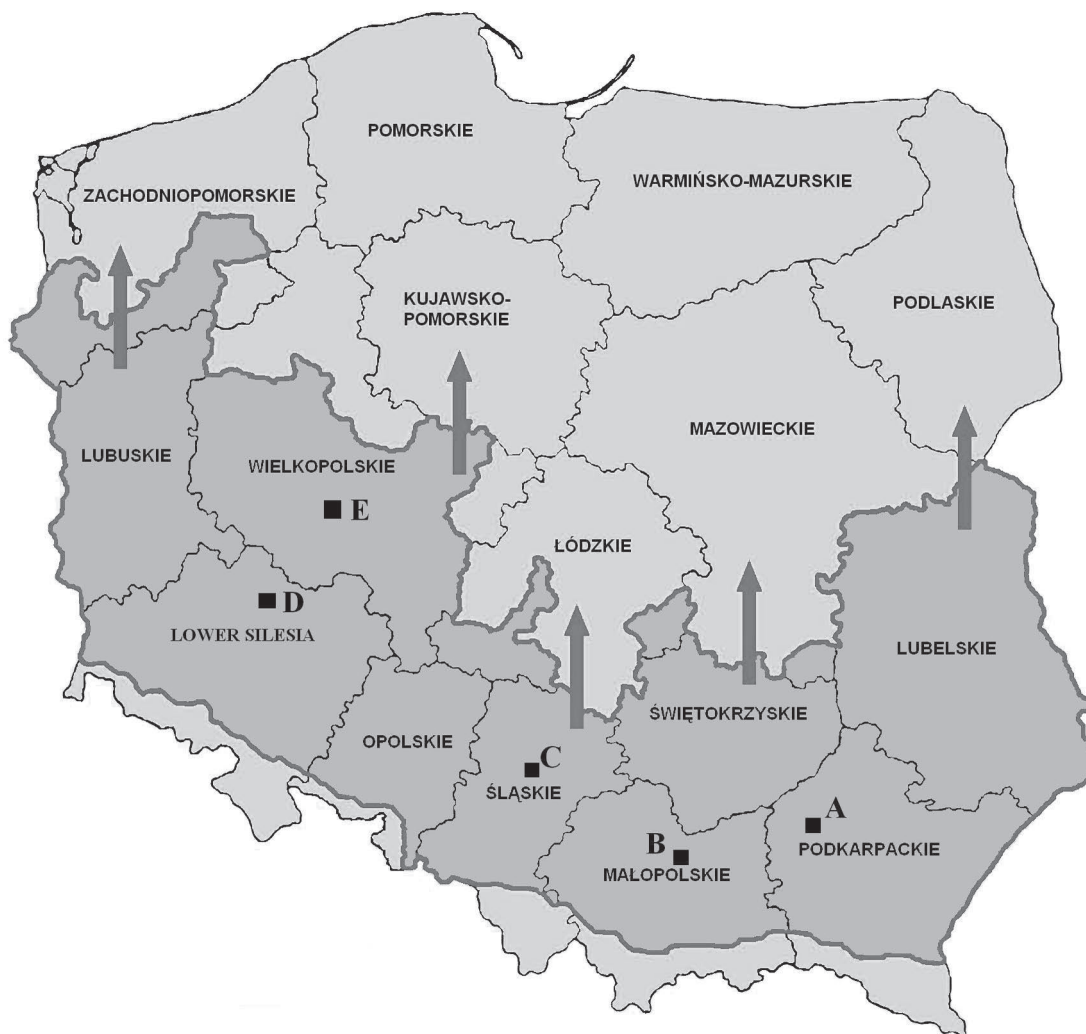 POMORSKIE
WARMIŃSKO-MAZURSKIE
ZACHODNIOPOMORSKIE
KUJAWSKO-
POMORSKIE
PODLASKIE
MAZOWIECKIE
LUBUSKIE
WIELKOPOLSKIE
E
ŁÓDZKIE
D
LOWER SILESIA
LUBELSKIE
ŚWIĘTOKRZYSKIE
OPOLSKIE
C
ŚLĄSKIE
A
PODKARPACKIE
B
MAŁOPOLSKIE